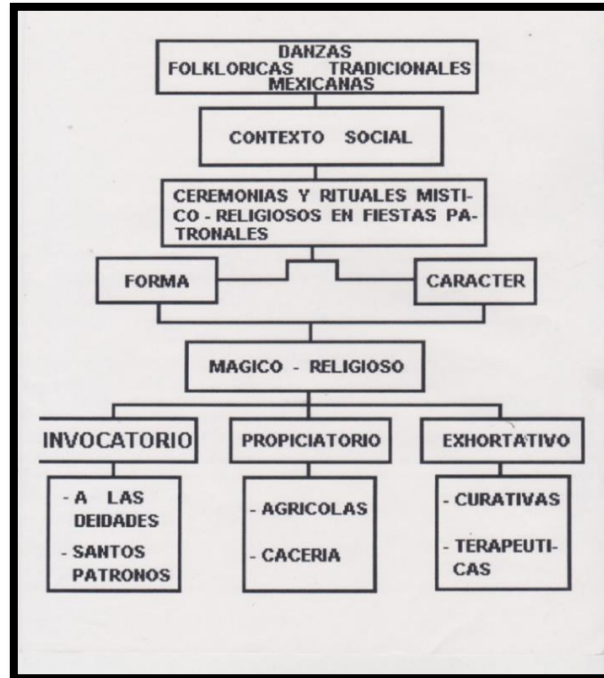 DANZAS
FOLKLORICAS TRADICIONALES
MEXICANAS
CONTEXTO SOCIAL
CEREMONIAS Y RITUALES MISTI-
CO - RELIGIOSOS EN FIESTAS PA-
TRONALES
FORMA
CARACTER
MAGICO - RELIGIOSO
INVOCATORIO
PROPICIATORIO
EXHORTATIVO
- A LAS
DEIDADES
- SANTOS
PATRONOS
- AGRICOLAS
- CACERIA
- CURATIVAS
- TERAPEUTI-
CAS